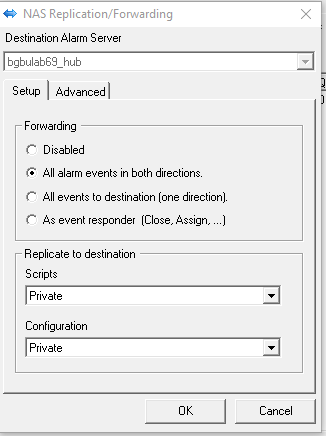 NAS Replication/Forwarding
Destination Alarm Server
bgbulab69_hub
Setup
Advanced
Forwarding
Disabled
All alarm events in both directions.
All events to destination (one direction).
As event responder (Close, Assign, ...)
Replicate to destination
Scripts
Private
Configuration
Private
OK
Cancel